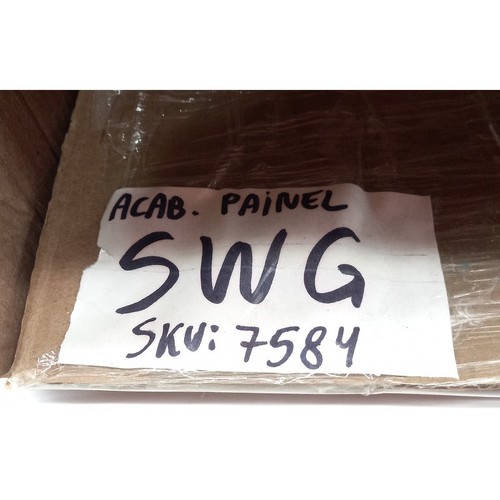 ACAB. PAiNEL
SWG
SKU: 7584